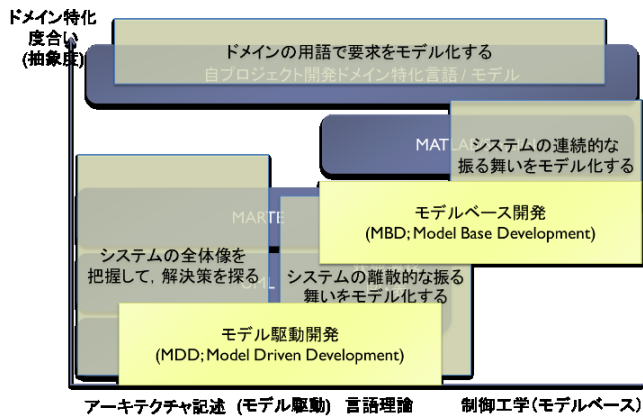 ドメイン特化
度合い
(抽象度)
ドメインの用語で要求をモデル化する
自プロジェクト開発ドメイン特化言語 / モデル
MATLAB
システムの連続的な
振る舞いをモデル化する
MARTE
モデルベース開発
(MBD; Model Base Development)
システムの全体像を
把握して，解決策を探る
UML
システムの離散的な振る
舞いをモデル化する
モデル駆動開発
(MDD; Model Driven Development)
アーキテクチャ記述 (モデル駆動) 言語理論 制御工学(モデルベース)